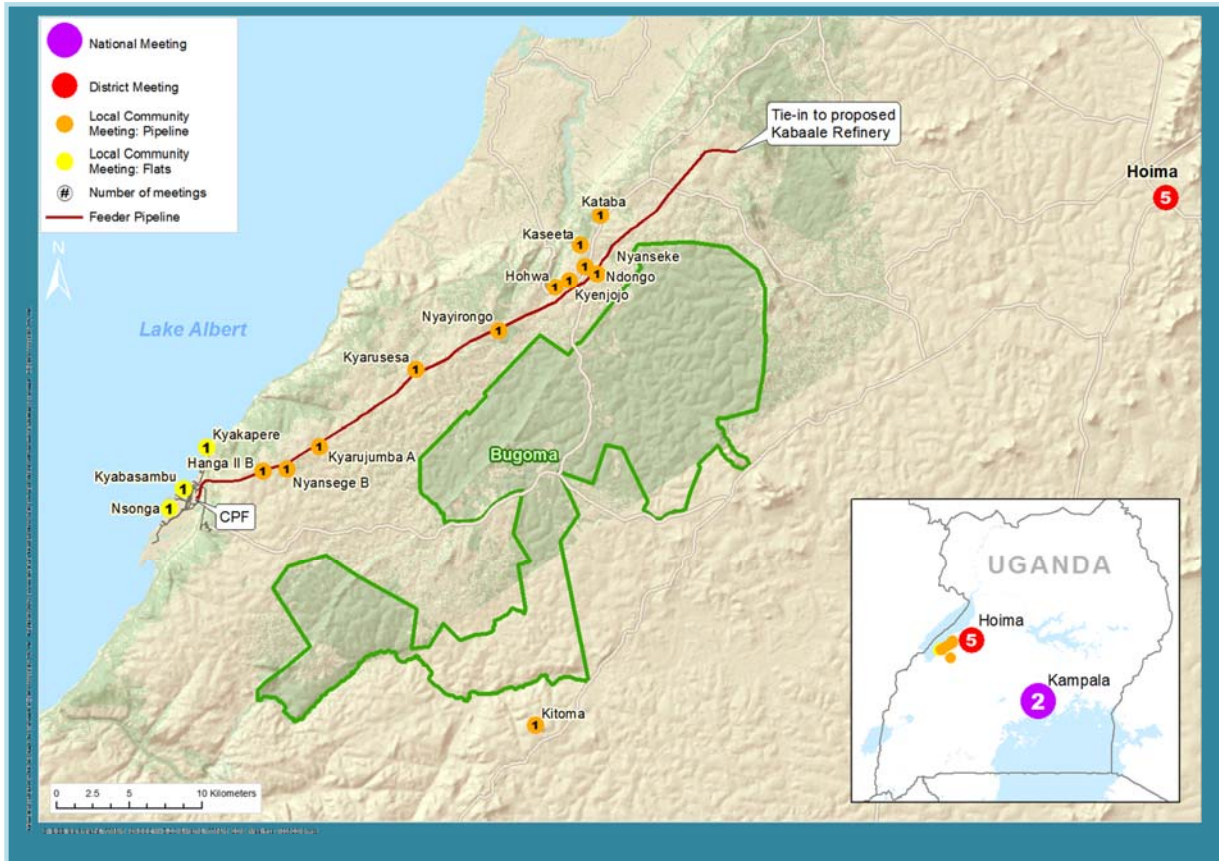 National Meeting
District Meeting
Local Community
Meeting: Pipeline
Local Community
Meeting: Flats
# Number of meetings
Feeder Pipeline
N
Tie-in to proposed
Kabaale Refinery
Hoima
5
Kataba
1
Kaseeta
1
Nyanseke
1
Hohwa
1
1
Ndongo
1
Kyenjojo
Nyayirongo
1
Lake Albert
Kyarusesa
1
Kyakapere
1
Hanga II B
1
Kyarujumba A
1
Nyansege B
1
Kyabasambu
1
Nsonga
1
CPF
Bugoma
Kitoma
1
UGANDA
Hoima
5
Kampala
2
0 2.5 5 10 Kilometers